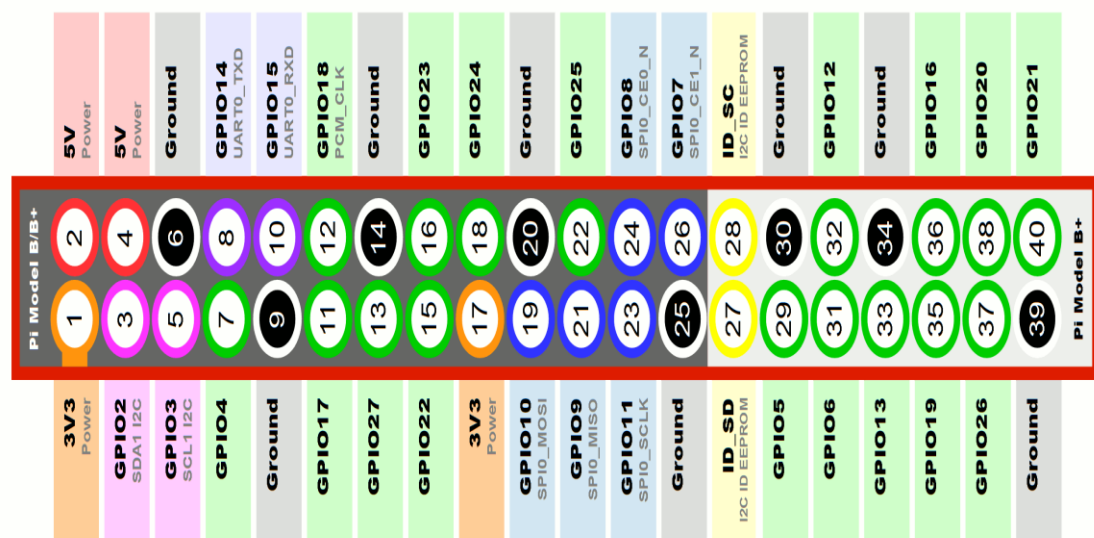 5V
Power
5V
Power
Ground
GPIO14
UART0_TXD
GPIO15
UART0_RXD
GPIO18
PCM_CLK
Ground
GPIO23
GPIO24
Ground
GPIO25
GPIO8
SPI0_CE0_N
GPIO7
SPI0_CE1_N
ID_SC
I2C ID EEPROM
Ground
GPIO12
Ground
GPIO16
GPIO20
GPIO21
Pi Model B/B+
2 4 6 8 10 12 14 16 18 20 22 24 26 28 30 32 34 36 38 40
1 3 5 7 9 11 13 15 17 19 21 23 25 27 29 31 33 35 37 39
Pi Model B+
3V3
Power
GPIO2
SDA1 I2C
GPIO3
SCL1 I2C
GPIO4
Ground
GPIO17
GPIO27
GPIO22
3V3
Power
GPIO10
SPI0_MOSI
GPIO9
SPI0_MISO
GPIO11
SPI0_SCLK
Ground
ID_SD
I2C ID EEPROM
GPIO5
GPIO6
GPIO13
GPIO19
GPIO26
Ground